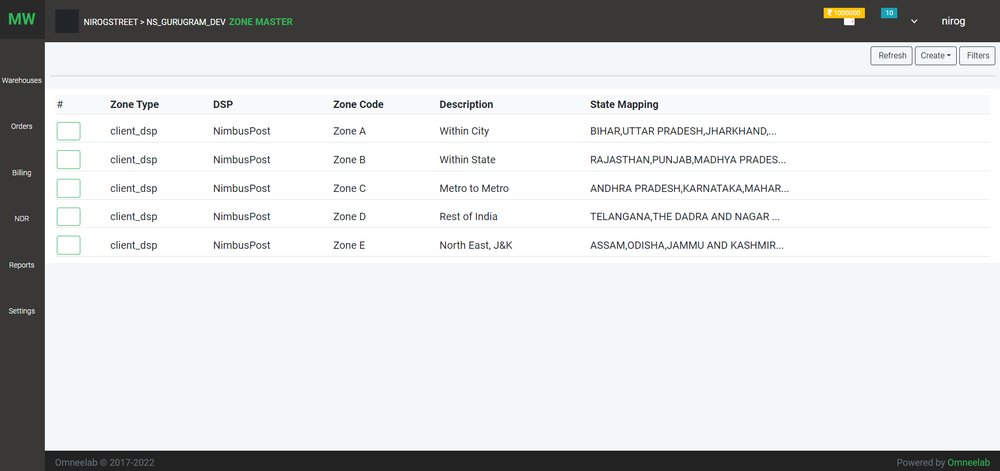 MW
NIROGSTREET > NS_GURUGRAM_DEV ZONE MASTER
₹ 1000000
10
nirog
Refresh
Create
Filters
Warehouses
Orders
Billing
NDR
Reports
Settings
# Zone Type DSP Zone Code Description State Mapping
client_dsp NimbusPost Zone A Within City BIHAR,UTTAR PRADESH,JHARKHAND,...
client_dsp NimbusPost Zone B Within State RAJASTHAN,PUNJAB,MADHYA PRADES...
client_dsp NimbusPost Zone C Metro to Metro ANDHRA PRADESH,KARNATAKA,MAHAR...
client_dsp NimbusPost Zone D Rest of India TELANGANA,THE DADRA AND NAGAR ...
client_dsp NimbusPost Zone E North East, J&K ASSAM,ODISHA,JAMMU AND KASHMIR...
Omneelab © 2017-2022
Powered by Omneelab